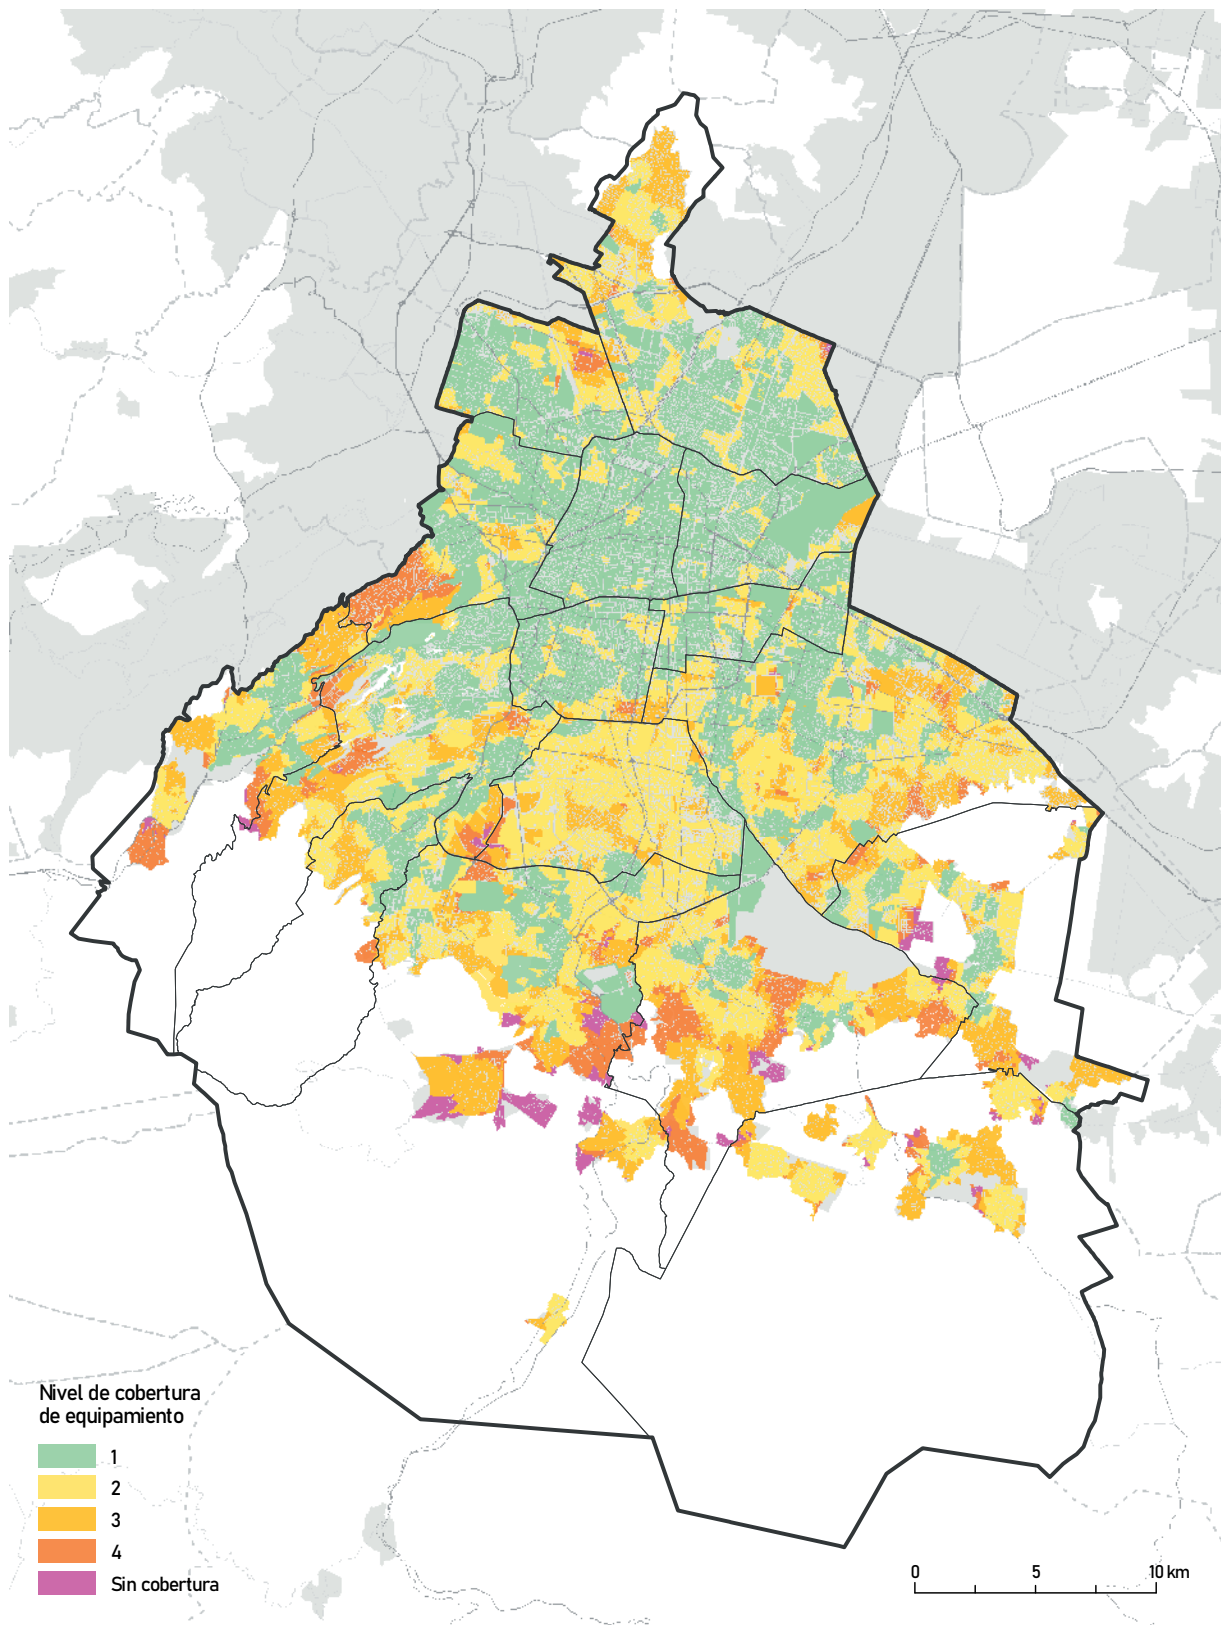 Nivel de cobertura
de equipamiento
1
2
3
4
Sin cobertura
0 5 10 km